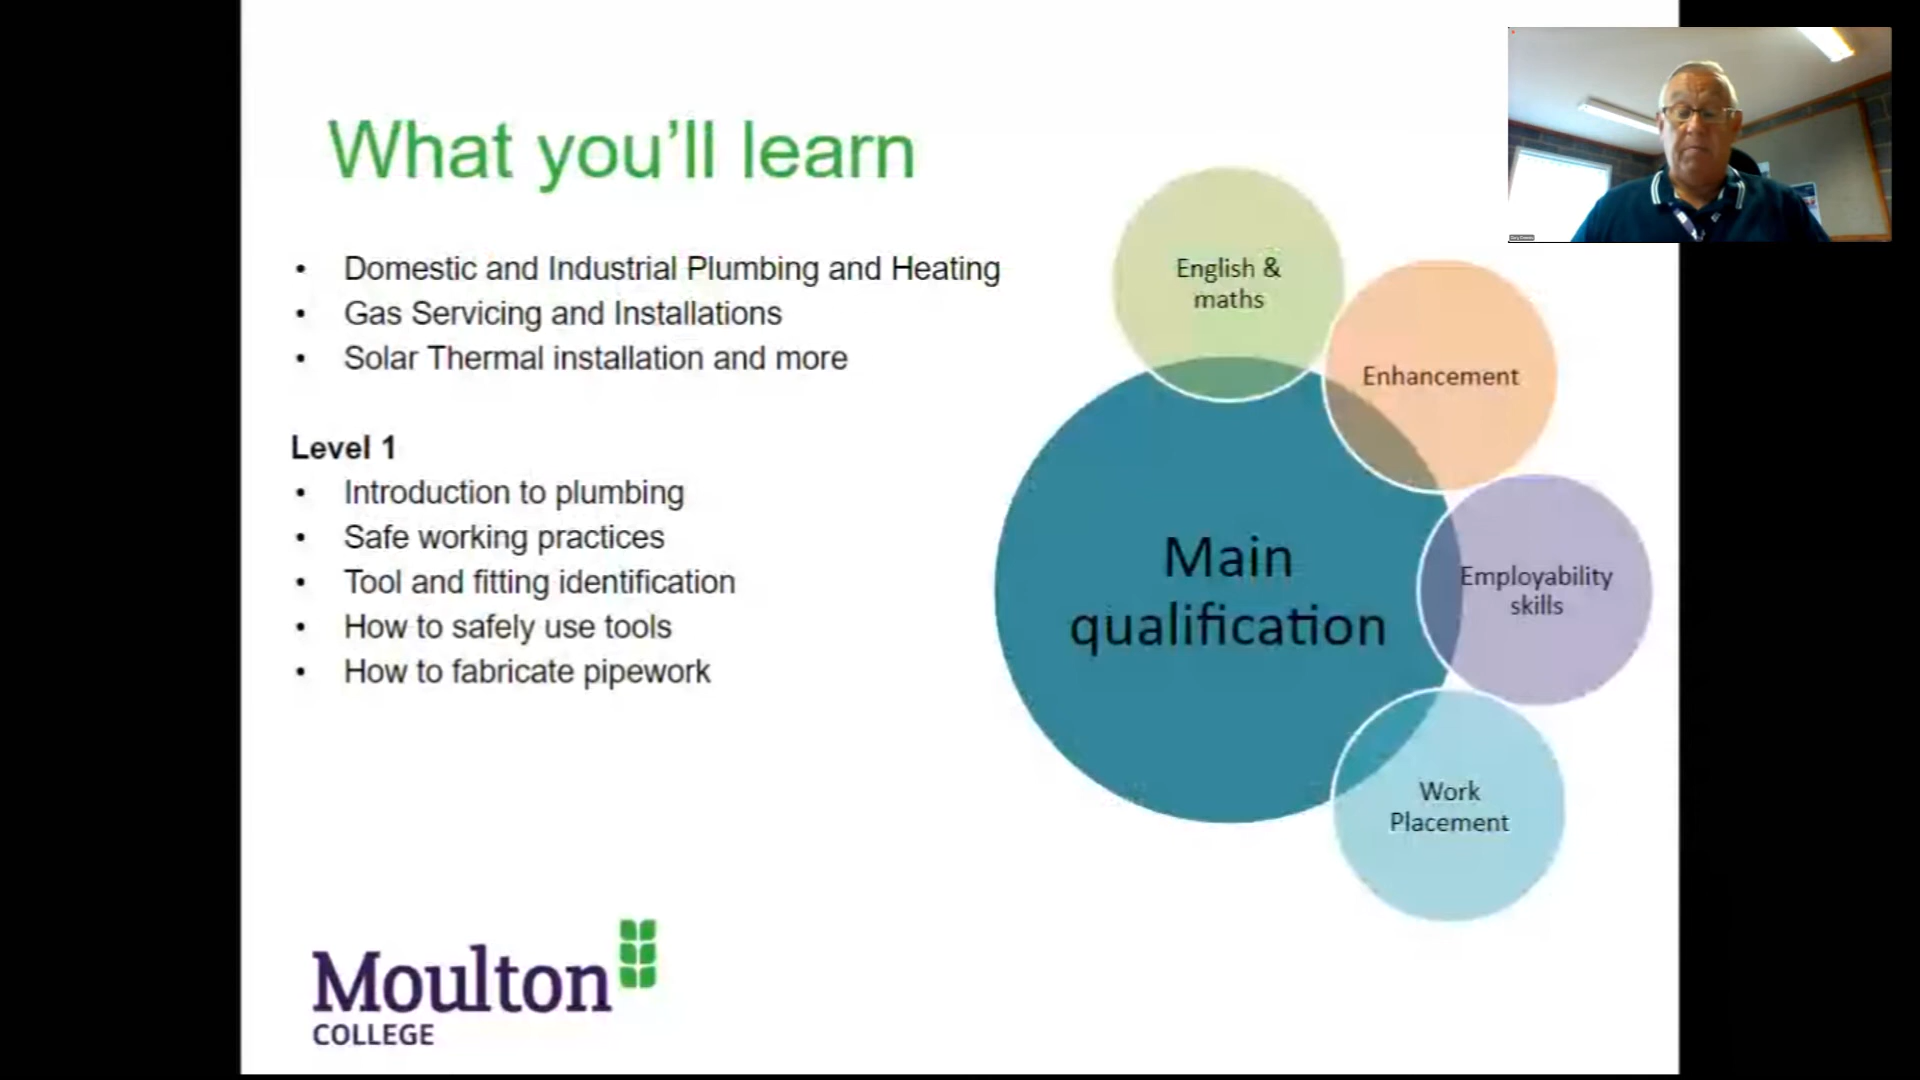 What you’ll learn
• Domestic and Industrial Plumbing and Heating
• Gas Servicing and Installations
• Solar Thermal installation and more
Level 1
• Introduction to plumbing
• Safe working practices
• Tool and fitting identification
• How to safely use tools
• How to fabricate pipework
English &
maths
Enhancement
Main
qualification
Employability
skills
Work
Placement
Moulton
COLLEGE